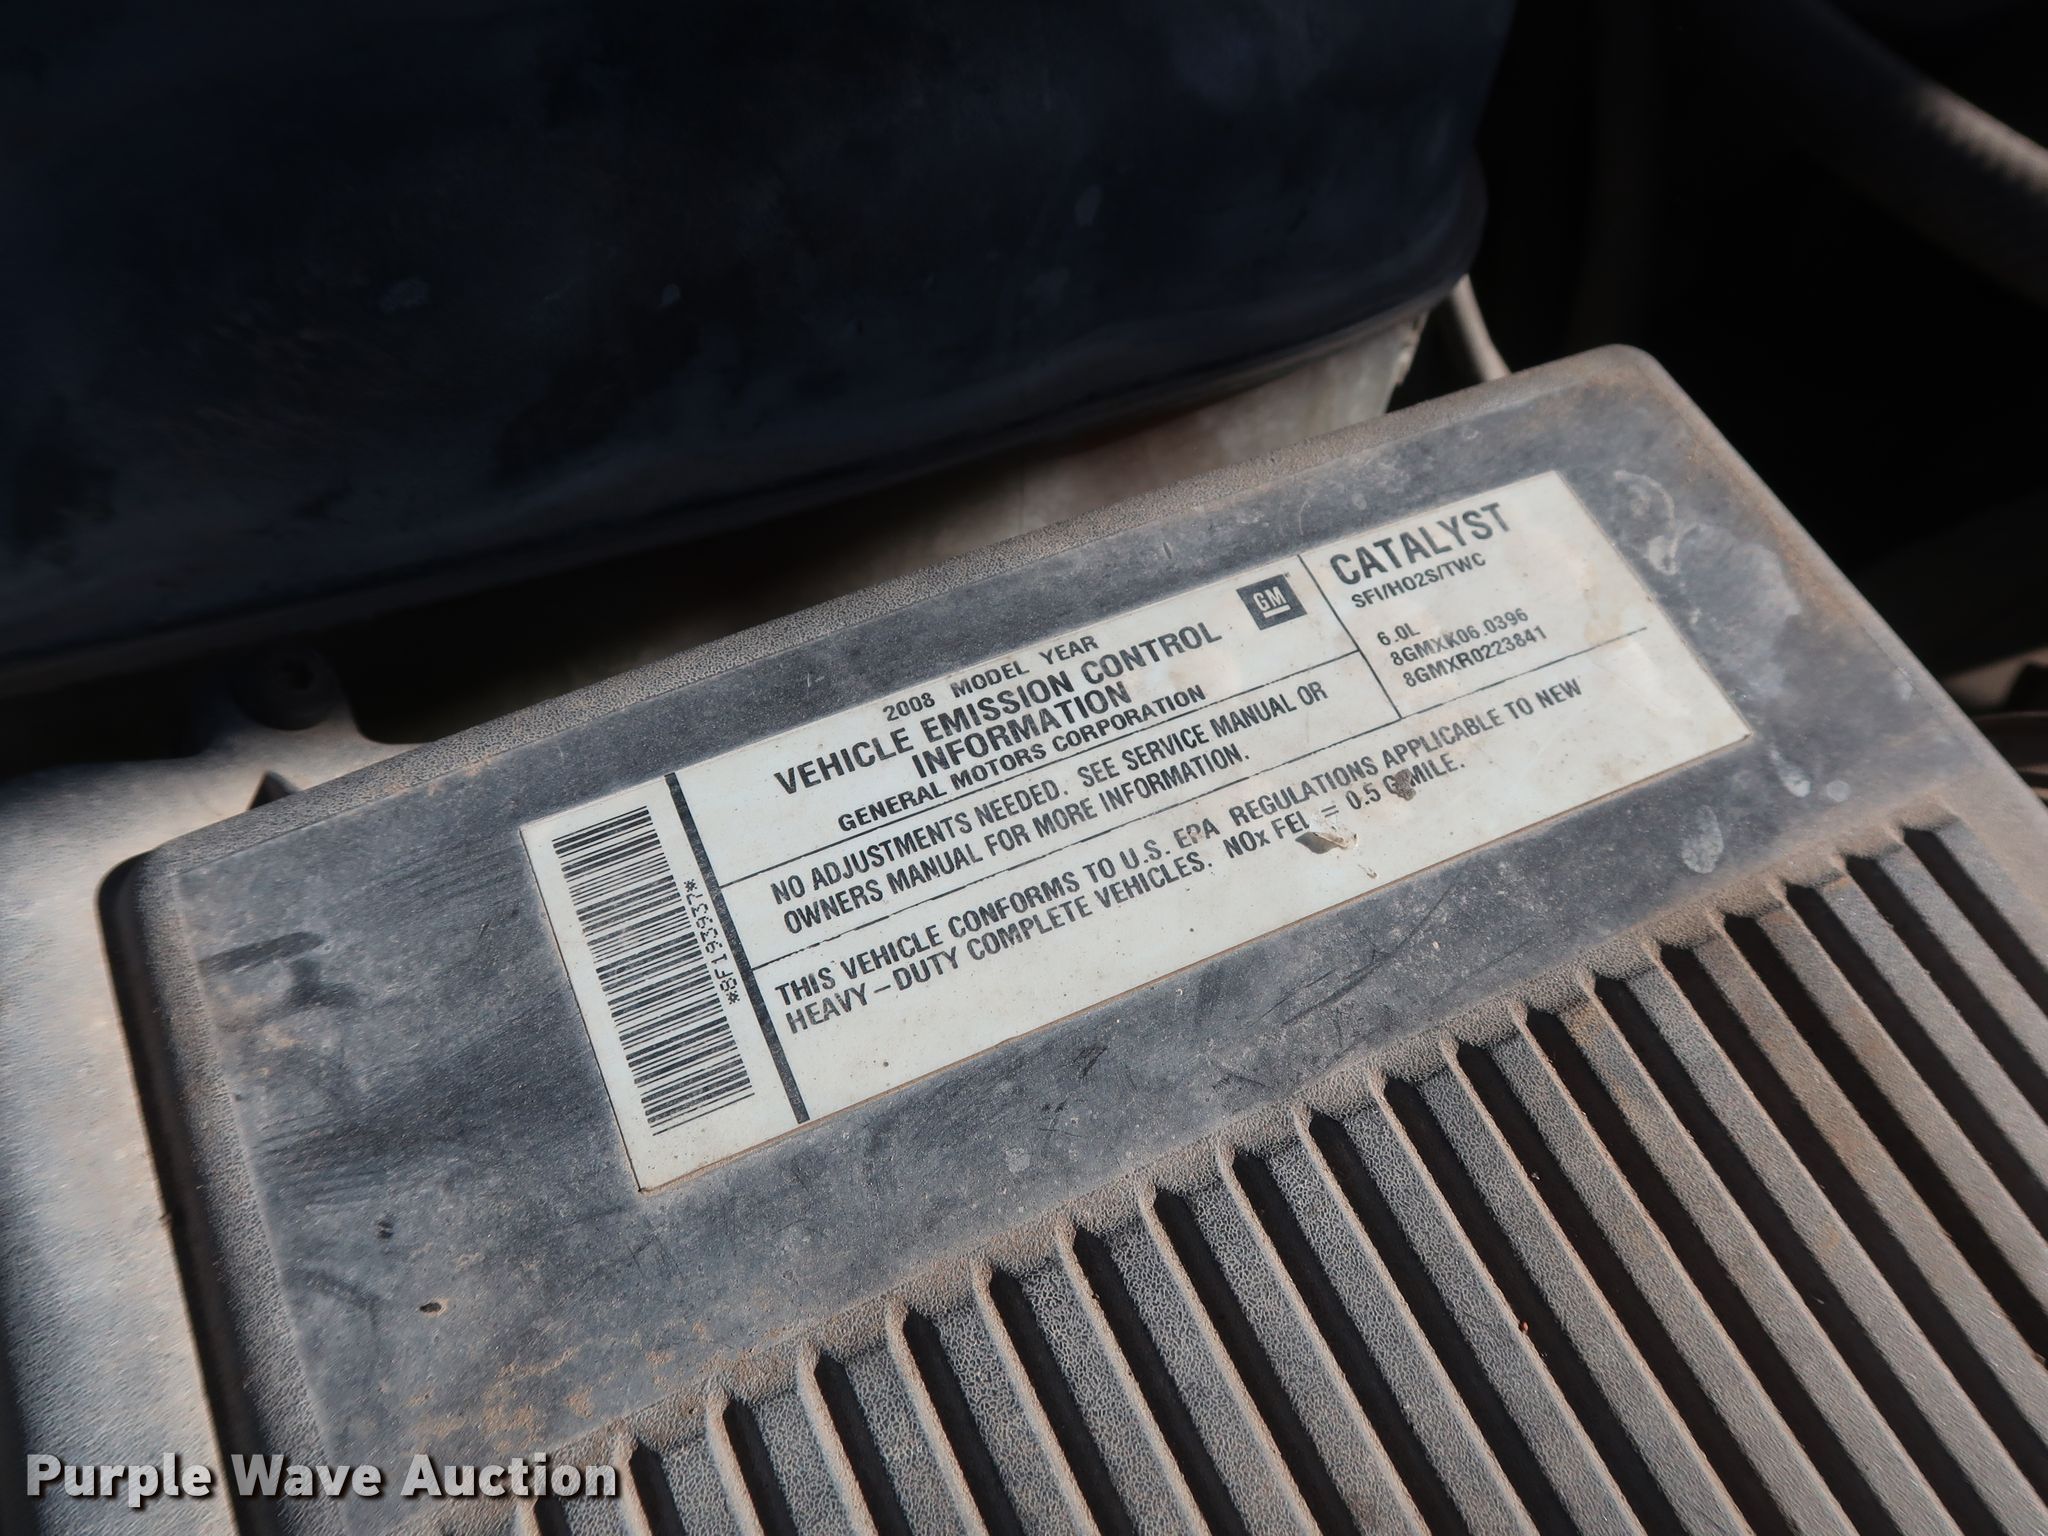 2008 MODEL YEAR
VEHICLE EMISSION CONTROL
INFORMATION
GENERAL MOTORS CORPORATION
GM
CATALYST
SFI/HO2S/TWC
6.0L
8GMXK06.0396
8GMXR0223841
NO ADJUSTMENTS NEEDED. SEE SERVICE MANUAL OR
OWNERS MANUAL FOR MORE INFORMATION.
THIS VEHICLE CONFORMS TO U.S. EPA REGULATIONS APPLICABLE TO NEW
HEAVY-DUTY COMPLETE VEHICLES. NOx FEL = 0.5 G/MILE.
*8F193937*
Purple Wave Auction